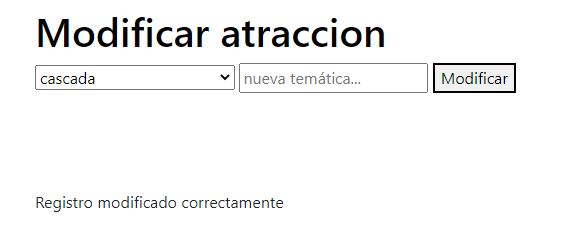 Modificar atraccion
cascada nueva temática... Modificar
Registro modificado correctamente